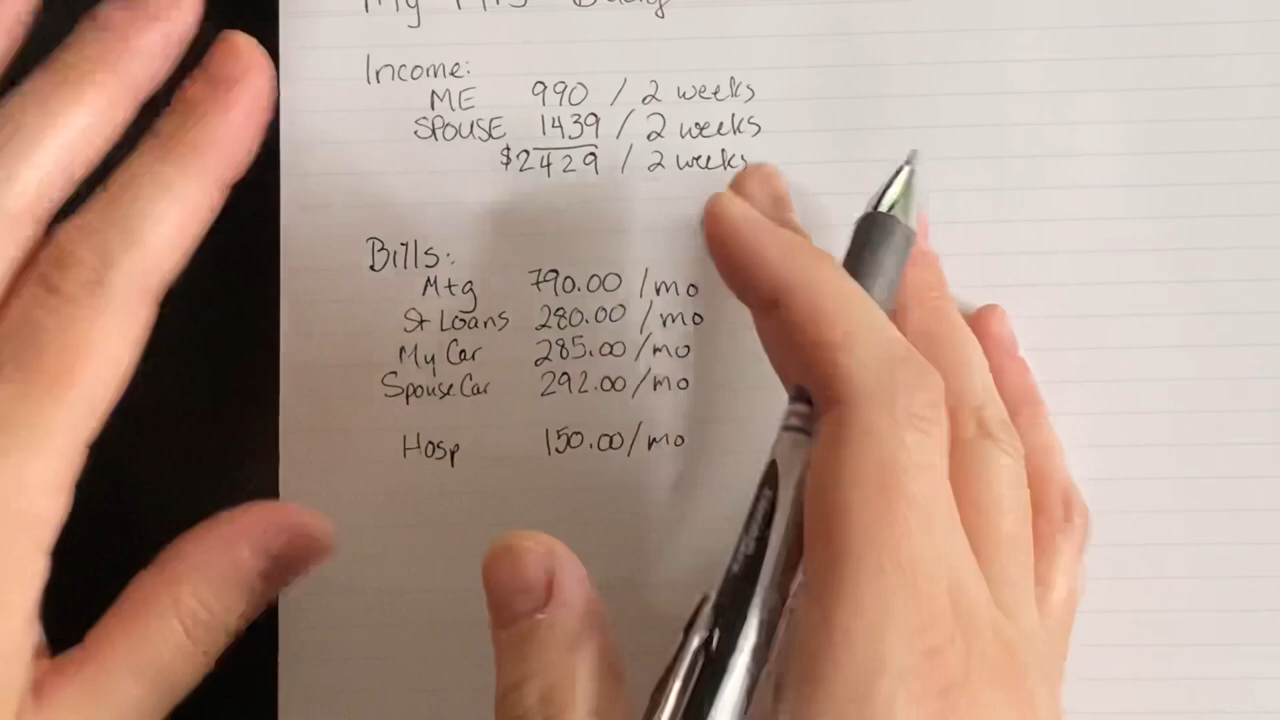 My
Income:
ME 990 / 2 weeks
SPOUSE 1439 / 2 weeks
$2429 / 2 weeks
Bills:
Mtg 790.00 /mo
St Loans 280.00 /mo
My Car 285.00 /mo
Spouse Car 292.00/mo
Hosp 150.00/mo